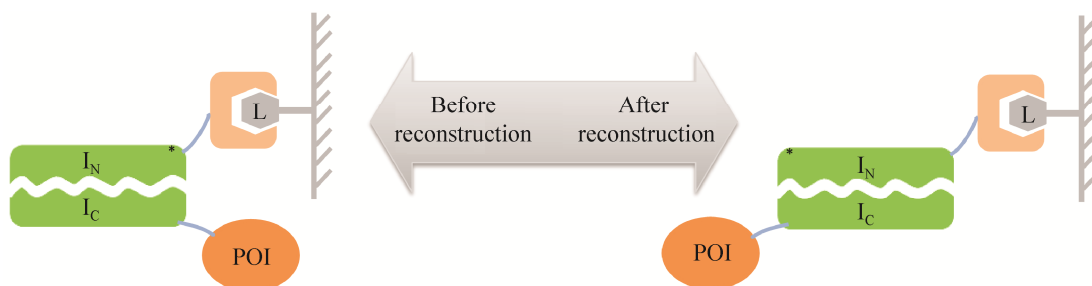 L
*
I_N
I_C
POI
Before
reconstruction
After
reconstruction
L
*
I_N
I_C
POI